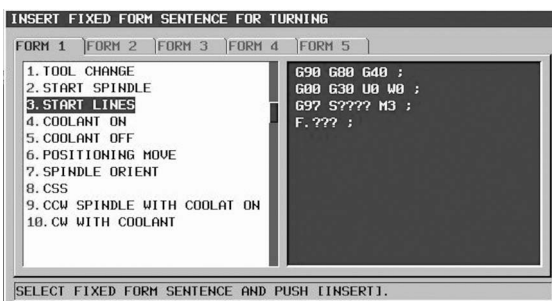 INSERT FIXED FORM SENTENCE FOR TURNING
FORM 1 FORM 2 FORM 3 FORM 4 FORM 5
1. TOOL CHANGE
2. START SPINDLE
3. START LINES
4. COOLANT ON
5. COOLANT OFF
6. POSITIONING MOVE
7. SPINDLE ORIENT
8. CSS
9. CCW SPINDLE WITH COOLAT ON
10. CW WITH COOLANT
G90 G80 G40 ;
G00 G30 U0 W0 ;
G97 S???? M3 ;
F.??? ;
SELECT FIXED FORM SENTENCE AND PUSH [INSERT].